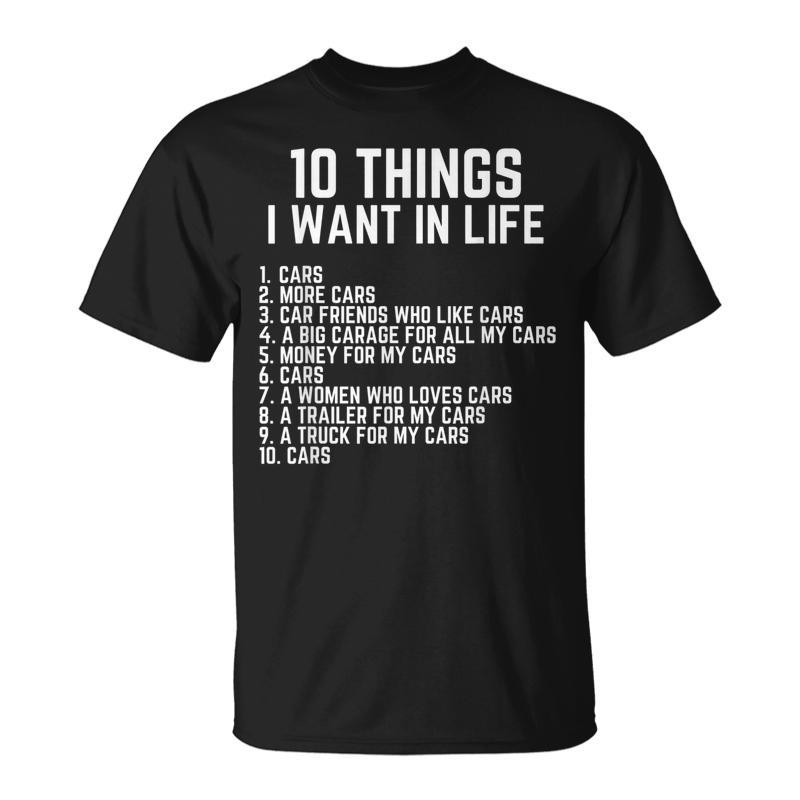 10 THINGS
I WANT IN LIFE
1. CARS
2. MORE CARS
3. CAR FRIENDS WHO LIKE CARS
4. A BIG CARAGE FOR ALL MY CARS
5. MONEY FOR MY CARS
6. CARS
7. A WOMEN WHO LOVES CARS
8. A TRAILER FOR MY CARS
9. A TRUCK FOR MY CARS
10. CARS